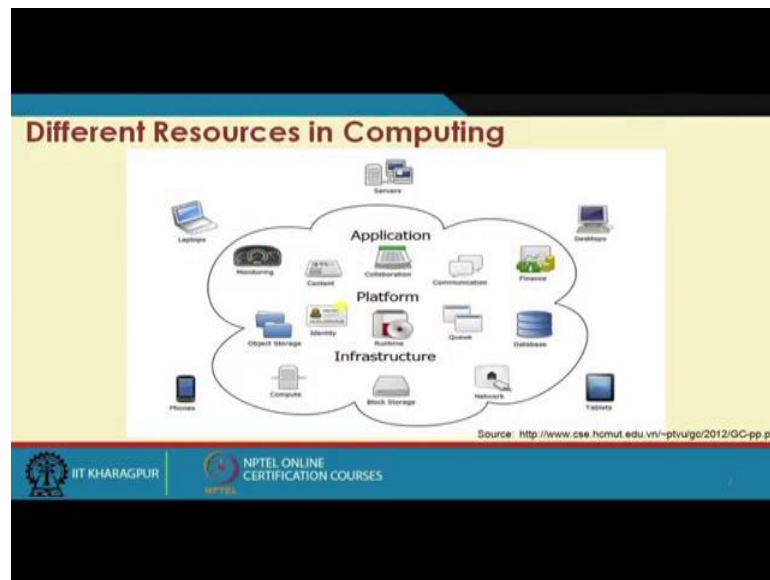 Different Resources in Computing
Servers
Laptops
Desktops
Application
Monitoring
Content
Collaboration
Communication
Finance
Platform
Object Storage
Identity
Runtime
Queue
Database
Infrastructure
Compute
Block Storage
Network
Phones
Tablets
Source: http://www.cse.hcmut.edu.vn/~ptvu/gc/2012/GC-pp.p
IIT KHARAGPUR
NPTEL
NPTEL ONLINE
CERTIFICATION COURSES